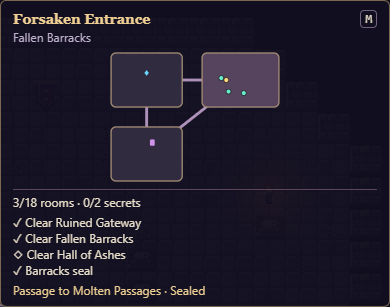 Forsaken Entrance
M
Fallen Barracks
3/18 rooms · 0/2 secrets
✓ Clear Ruined Gateway
✓ Clear Fallen Barracks
◇ Clear Hall of Ashes
✓ Barracks seal
Passage to Molten Passages · Sealed